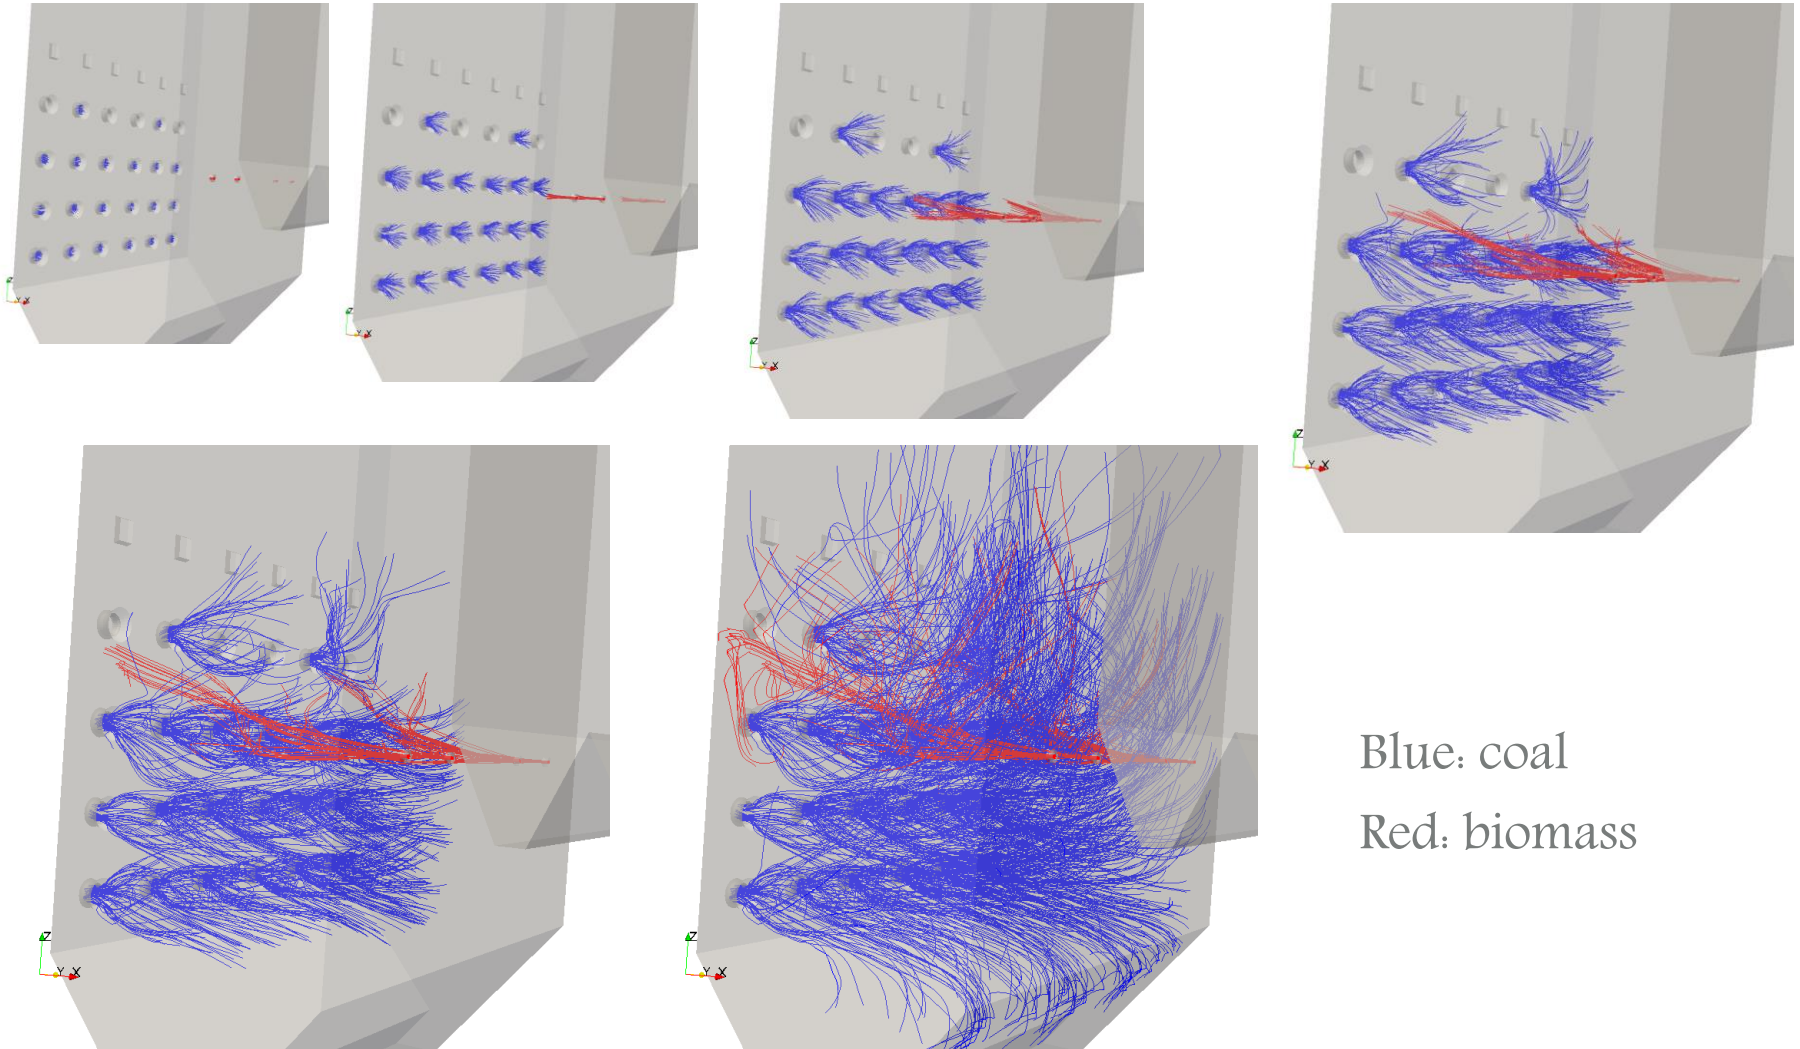 Z
Y X
Z
Y X
Z
Y X
Z
Y X
Z
Y X
Z
Y X
Blue: coal
Red: biomass